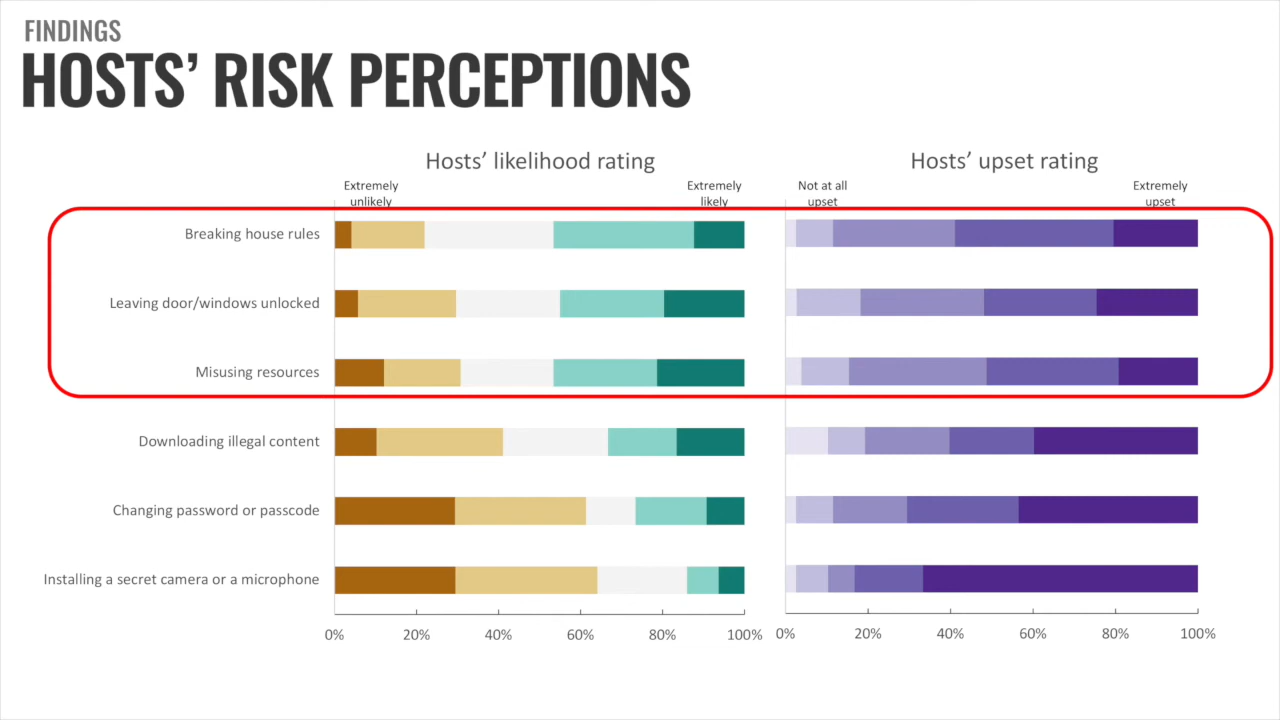 FINDINGS
HOSTS’ RISK PERCEPTIONS
Hosts’ likelihood rating
Hosts’ upset rating
Extremely
unlikely
Extremely
likely
Not at all
upset
Extremely
upset
Breaking house rules
Leaving door/windows unlocked
Misusing resources
Downloading illegal content
Changing password or passcode
Installing a secret camera or a microphone
0% 20% 40% 60% 80% 100%
0% 20% 40% 60% 80% 100%